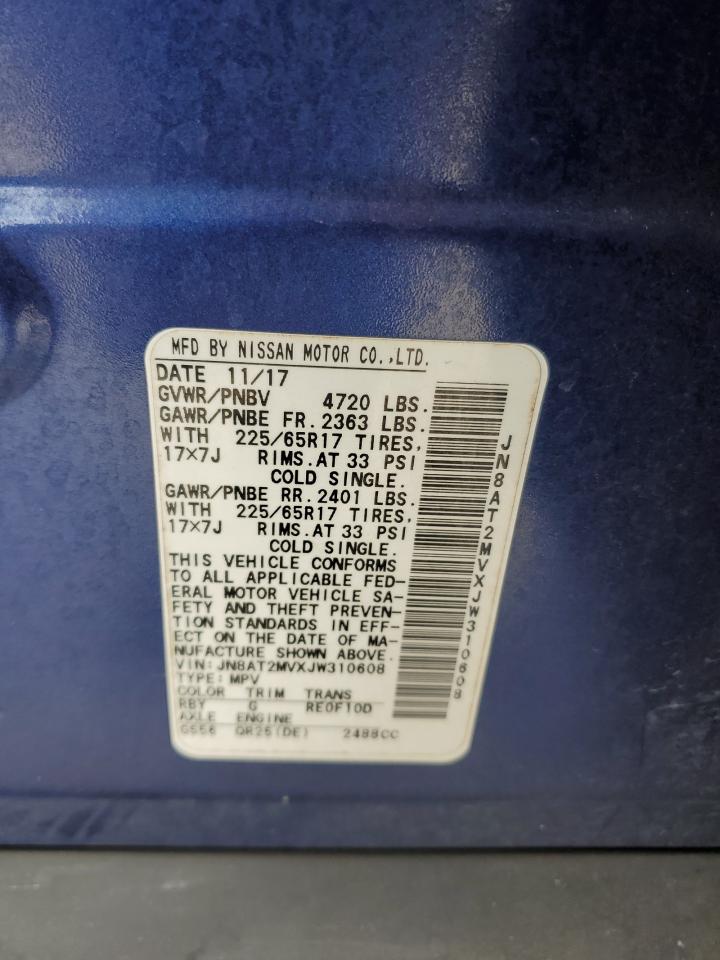 MFD BY NISSAN MOTOR CO.,LTD.
DATE 11/17
GVWR/PNBV 4720 LBS.
GAWR/PNBE FR.2363 LBS.
WITH 225/65R17 TIRES,
17×7J RIMS.AT 33 PSI
COLD SINGLE.
GAWR/PNBE RR.2401 LBS.
WITH 225/65R17 TIRES,
17×7J RIMS.AT 33 PSI
COLD SINGLE.
THIS VEHICLE CONFORMS
TO ALL APPLICABLE FED-
ERAL MOTOR VEHICLE SA-
FETY AND THEFT PREVEN-
TION STANDARDS IN EFF-
ECT ON THE DATE OF MA-
NUFACTURE SHOWN ABOVE.
VIN: JN8AT2MVXJW310608
TYPE: MPV
COLOR TRIM TRANS
RBY G RE0F10D
AXLE ENGINE
GS56 QR25(DE) 2488CC
JN8AT2MVXJW310608